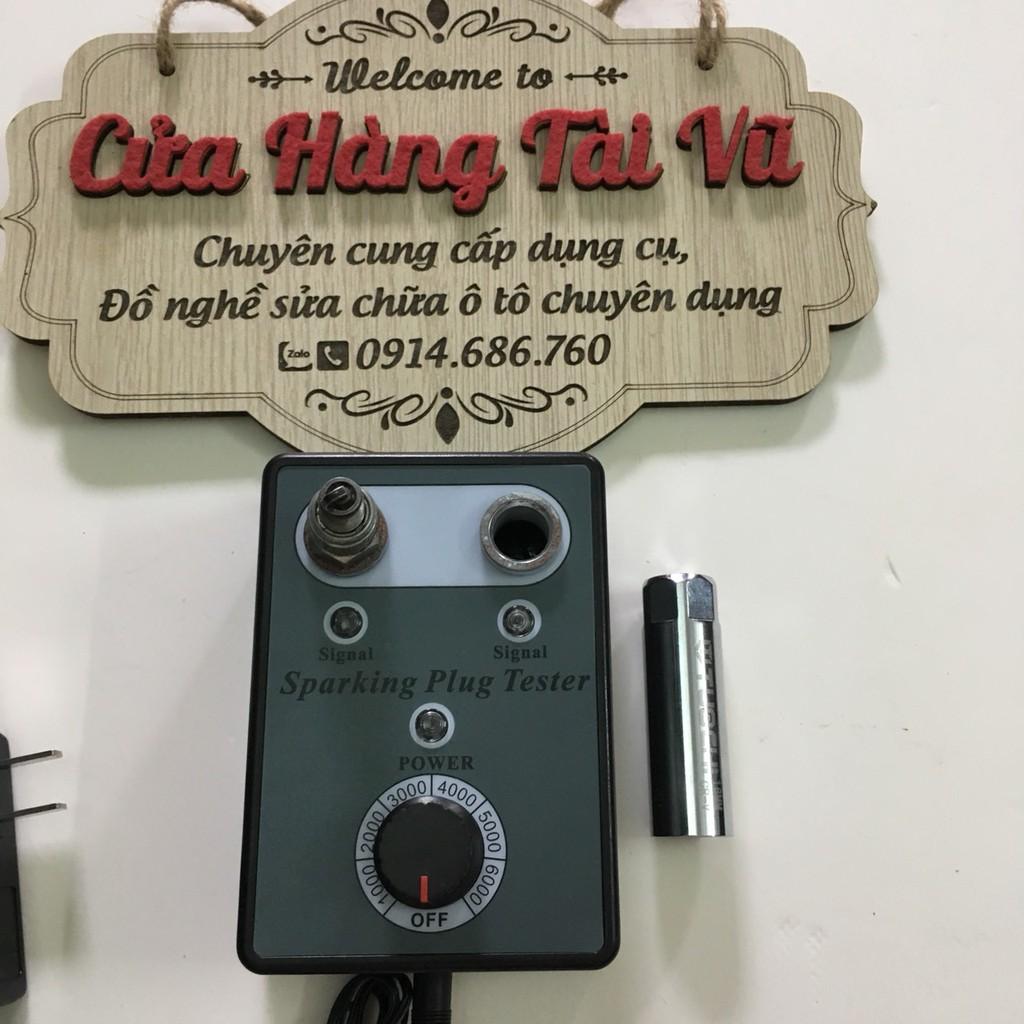 Welcome to
Cửa Hàng Tài Vũ
Chuyên cung cấp dụng cụ,
Đồ nghề sửa chữa ô tô chuyên dụng
Zalo 0914.686.760
Signal
Signal
Sparking Plug Tester
POWER
1000 2000 3000 4000 5000 6000
OFF